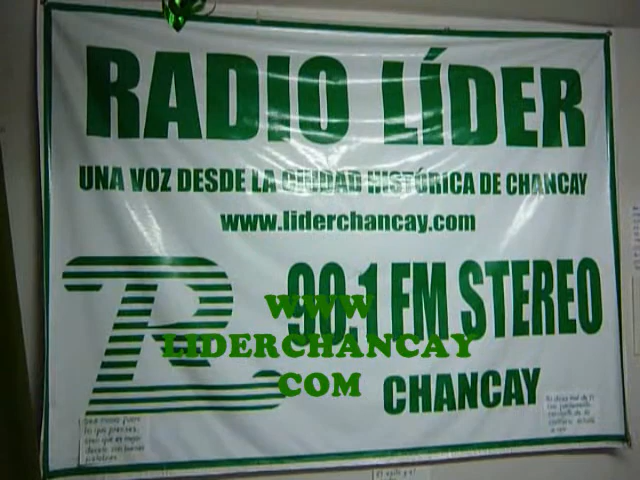 RADIO LÍDER
UNA VOZ DESDE LA CIUDAD HISTÓRICA DE CHANCAY
www.liderchancay.com
90.1 FM STEREO
CHANCAY
WWW
LIDERCHANCAY
COM